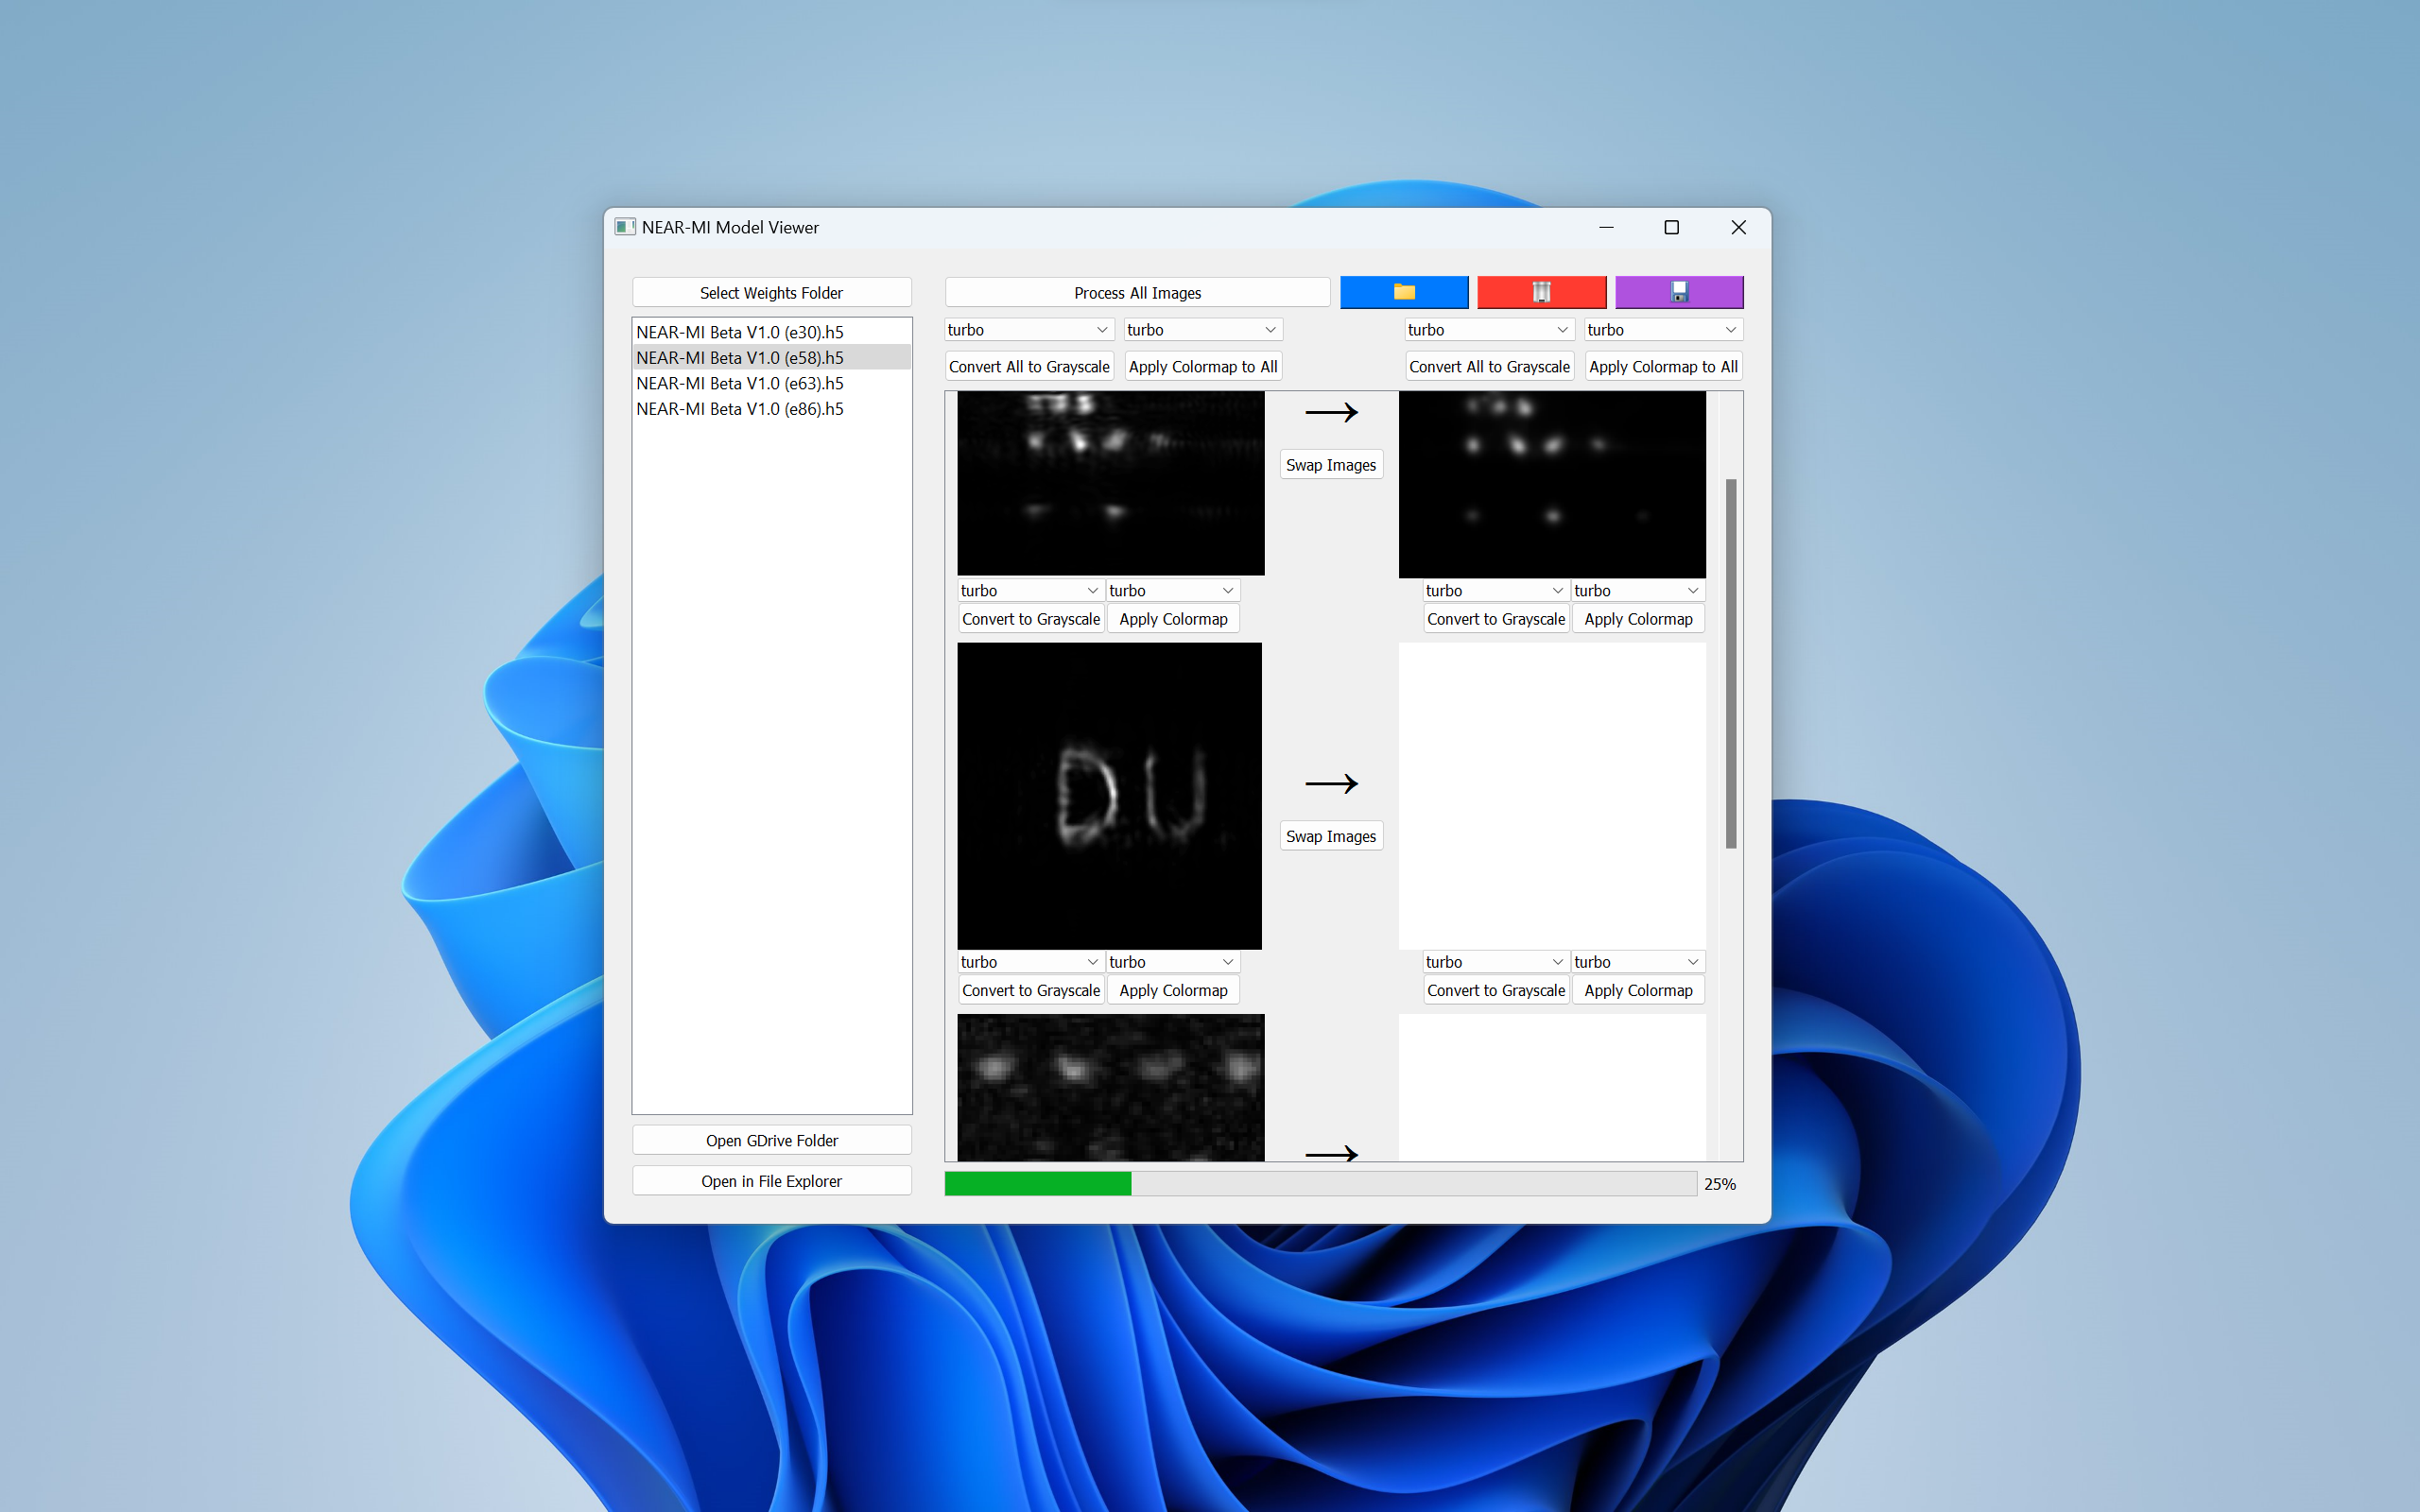 NEAR-MI Model Viewer
Select Weights Folder
NEAR-MI Beta V1.0 (e30).h5
NEAR-MI Beta V1.0 (e58).h5
NEAR-MI Beta V1.0 (e63).h5
NEAR-MI Beta V1.0 (e86).h5
Open GDrive Folder
Open in File Explorer
Process All Images
turbo turbo turbo turbo
Convert All to Grayscale Apply Colormap to All Convert All to Grayscale Apply Colormap to All
Swap Images
turbo turbo turbo turbo
Convert to Grayscale Apply Colormap Convert to Grayscale Apply Colormap
DU
Swap Images
turbo turbo turbo turbo
Convert to Grayscale Apply Colormap Convert to Grayscale Apply Colormap
25%